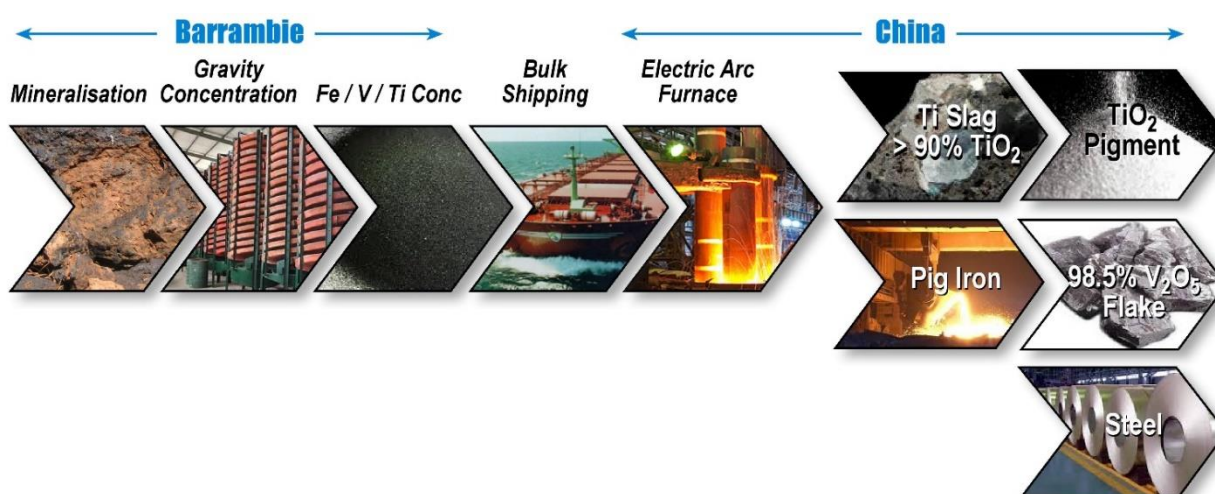 Barrambie
China
Mineralisation
Gravity
Concentration
Fe / V / Ti Conc
Bulk
Shipping
Electric Arc
Furnace
Ti Slag
> 90% TiO₂
TiO₂
Pigment
Pig Iron
98.5% V₂O₅
Flake
Steel